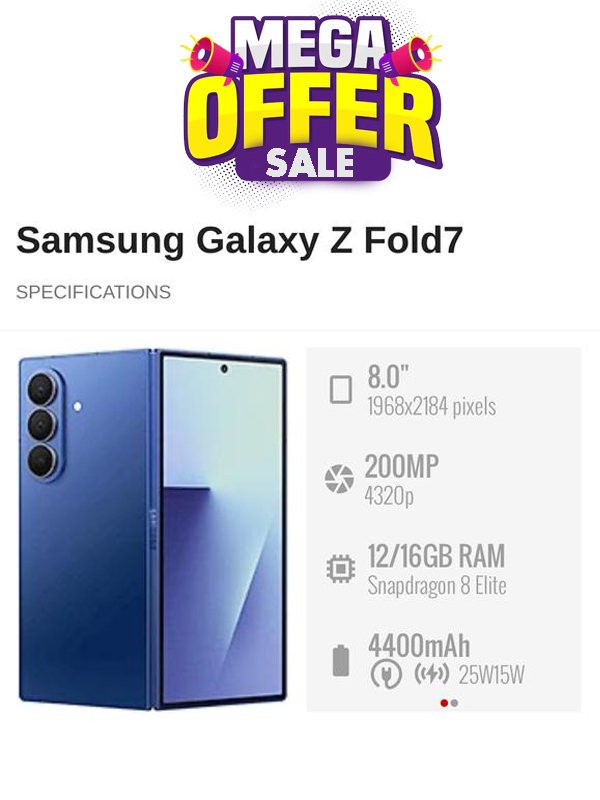 MEGA
OFFER
SALE
Samsung Galaxy Z Fold7
SPECIFICATIONS
8.0"
1968x2184 pixels
200MP
4320p
12/16GB RAM
Snapdragon 8 Elite
4400mAh
25W15W